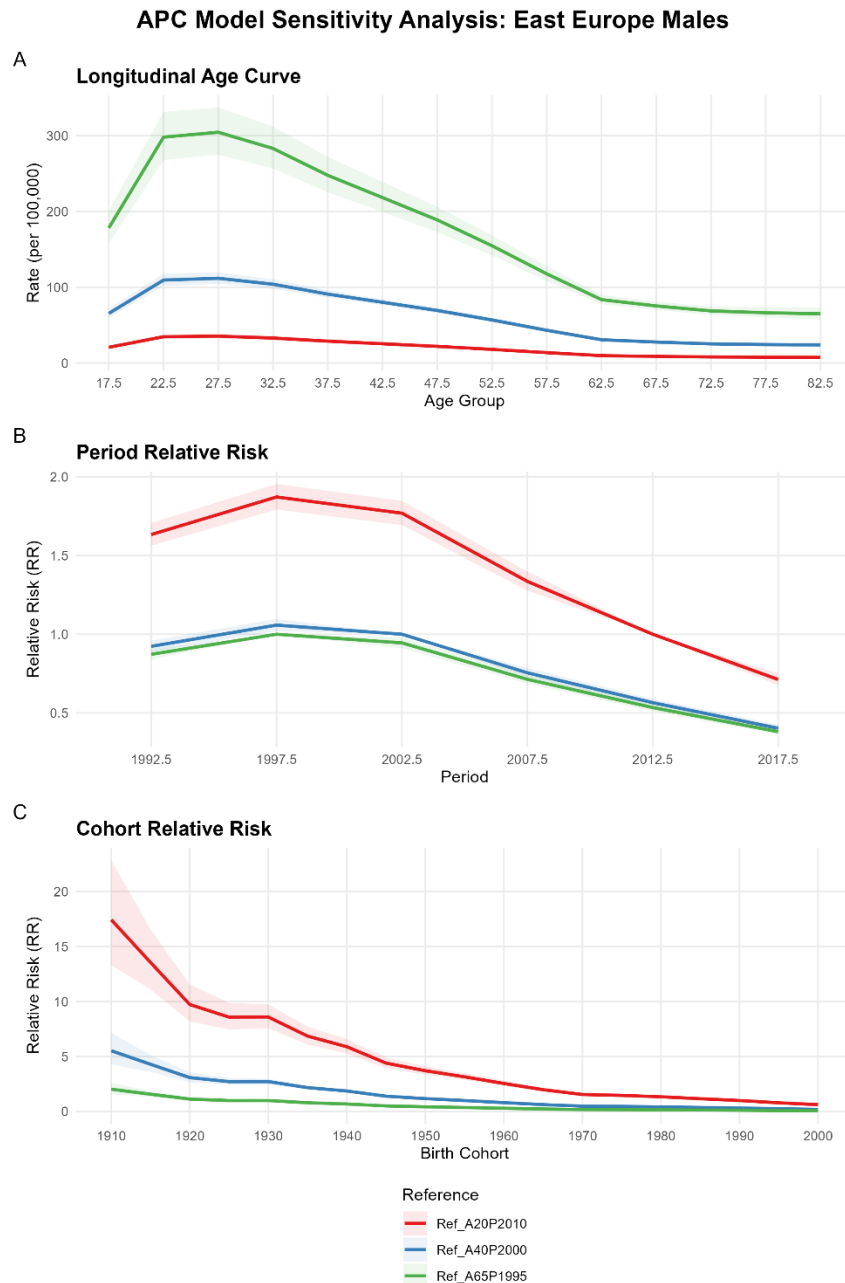 APC Model Sensitivity Analysis: East Europe Males
A
Longitudinal Age Curve
Rate (per 100,000)
300
200
100
0
17.5 22.5 27.5 32.5 37.5 42.5 47.5 52.5 57.5 62.5 67.5 72.5 77.5 82.5
Age Group
B
Period Relative Risk
Relative Risk (RR)
2.0
1.5
1.0
0.5
1992.5 1997.5 2002.5 2007.5 2012.5 2017.5
Period
C
Cohort Relative Risk
Relative Risk (RR)
20
15
10
5
0
1910 1920 1930 1940 1950 1960 1970 1980 1990 2000
Birth Cohort
Reference
Ref_A20P2010
Ref_A40P2000
Ref_A65P1995